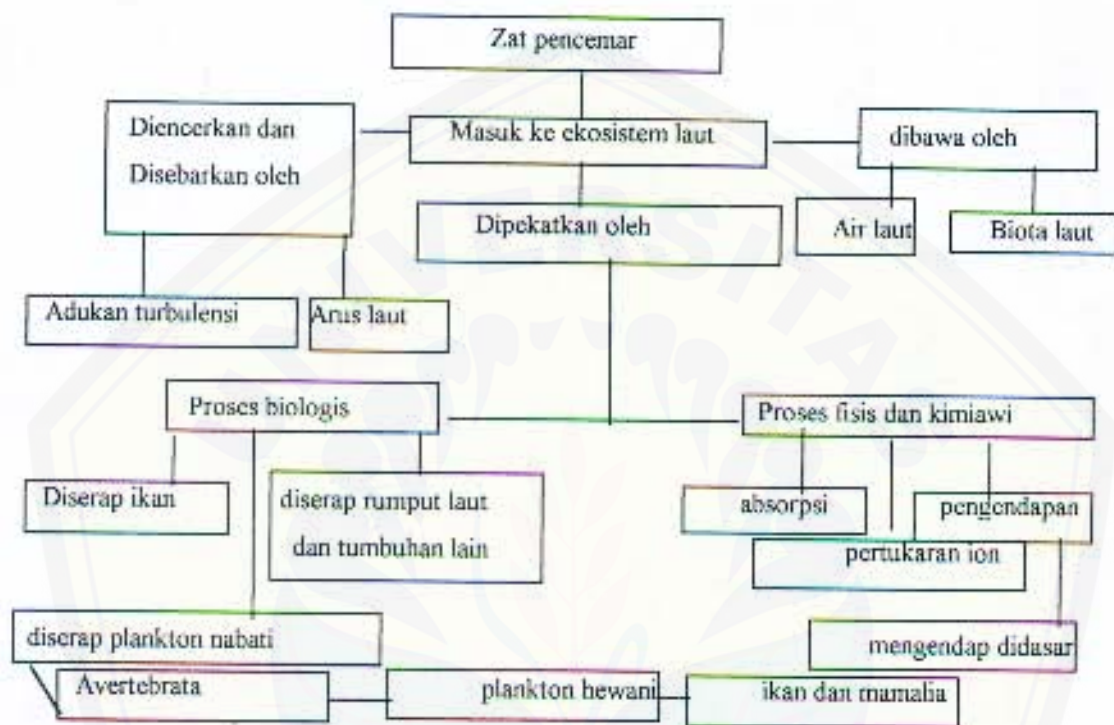 Zat pencemar
Diencerkan dan
Disebarkan oleh
Masuk ke ekosistem laut
dibawa oleh
Dipekatkan oleh
Air laut
Biota laut
Adukan turbulensi
Arus laut
Proses biologis
Proses fisis dan kimiawi
Diserap ikan
diserap rumput laut
dan tumbuhan lain
absorpsi
pengendapan
pertukaran ion
diserap plankton nabati
mengendap didasar
Avertebrata
plankton hewani
ikan dan mamalia
UNIVERSITAS